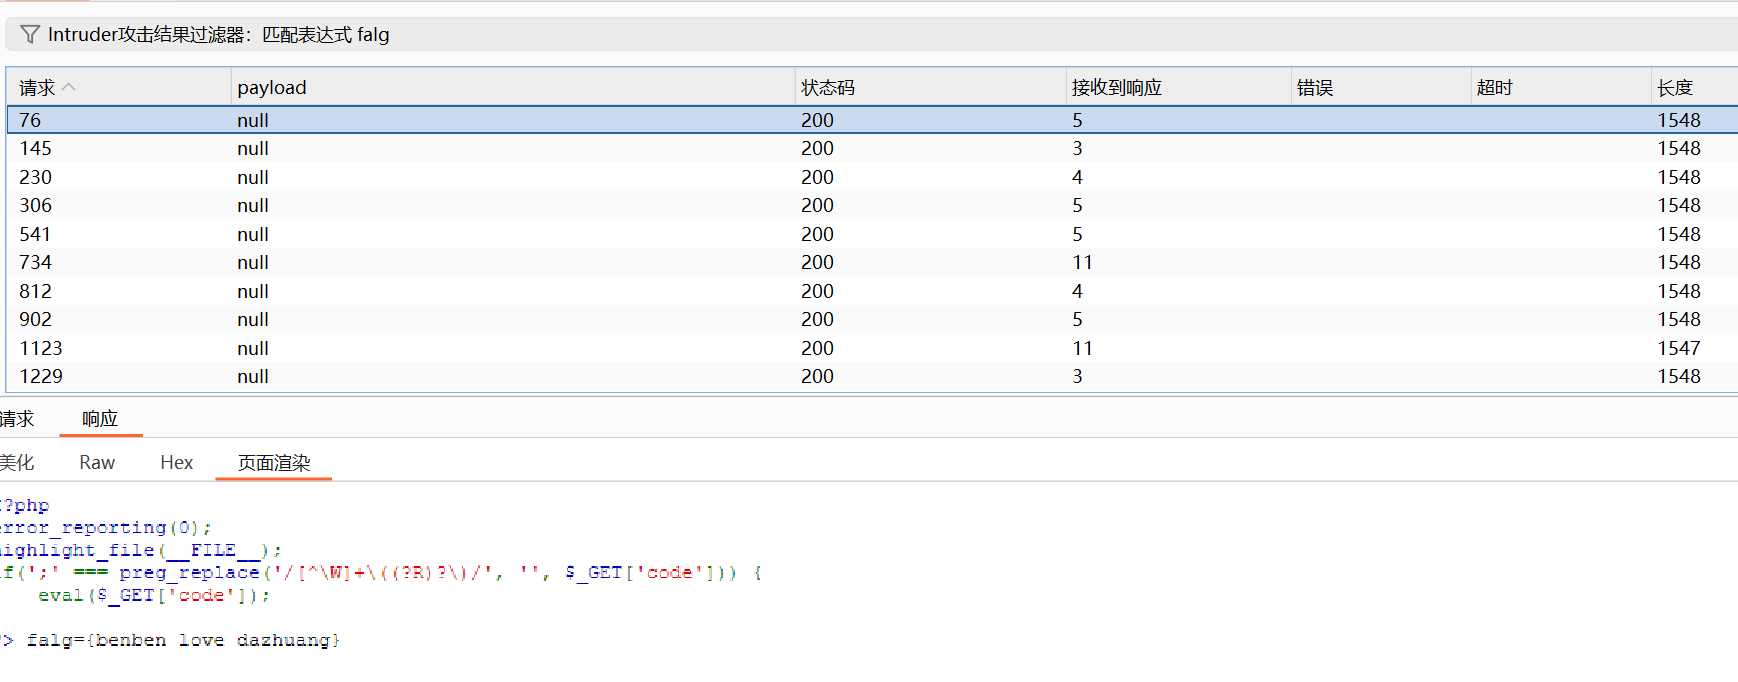 Intruder攻击结果过滤器：匹配表达式 falg
请求 payload 状态码 接收到响应 错误 超时 长度
76 null 200 5 1548
145 null 200 3 1548
230 null 200 4 1548
306 null 200 5 1548
541 null 200 5 1548
734 null 200 11 1548
812 null 200 4 1548
902 null 200 5 1548
1123 null 200 11 1547
1229 null 200 3 1548
请求 响应
美化 Raw Hex 页面渲染
?php
error_reporting(0);
highlight_file(__FILE__);
if(';' === preg_replace('/[^\W]+\((?R)?\)/', '', $_GET['code'])) {
eval($_GET['code']);
?> falg={benben love dazhuang}